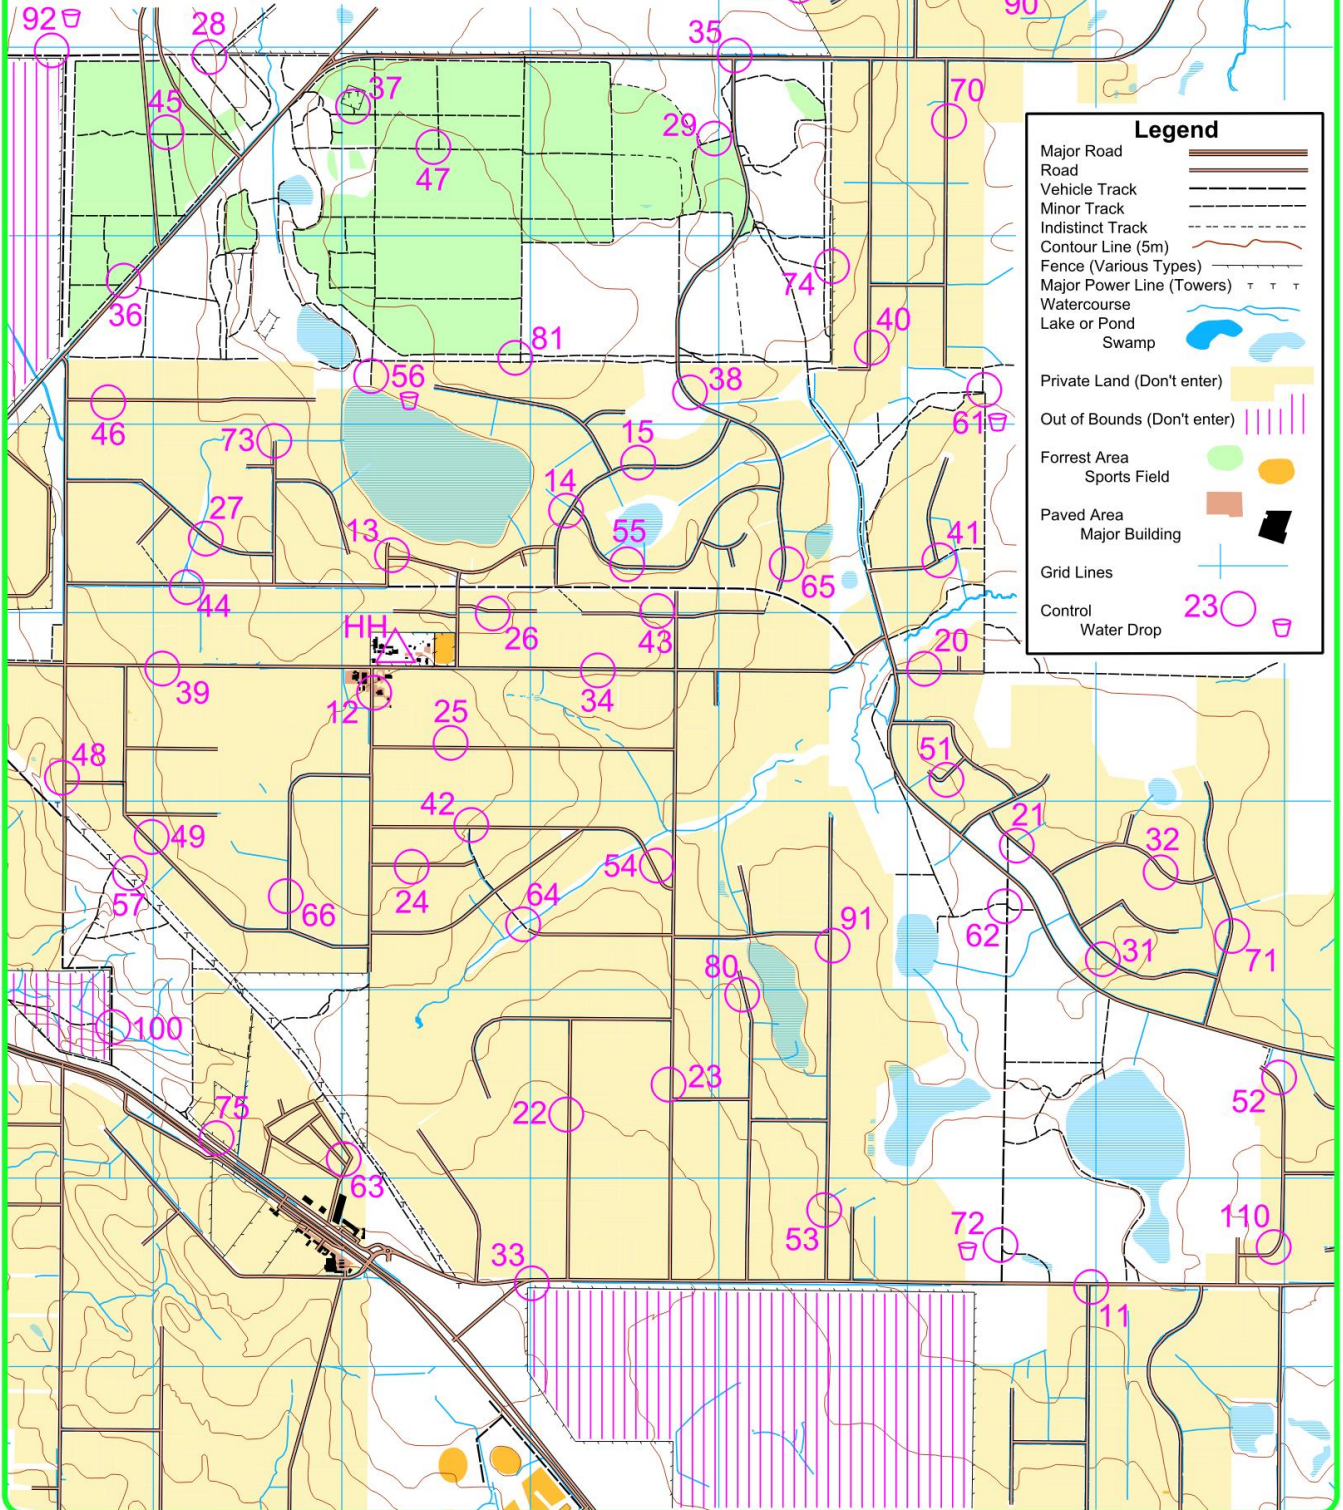 90
92
28
35
37
45
29
47
70
Legend
Major Road
Road
Vehicle Track
Minor Track
Indistinct Track
Contour Line (5m)
Fence (Various Types)
Major Power Line (Towers) T T T
Watercourse
Lake or Pond
Swamp
Private Land (Don't enter)
Out of Bounds (Don't enter)
Forrest Area
Sports Field
Paved Area
Major Building
Grid Lines
Control 23
Water Drop
74
36
81
40
56
38
46
61
73
15
14
27
13
55
41
65
44
26
43
HH
20
39
12
34
25
48
51
42
21
49
32
57
24
54
66
64
91
62
31
71
80
100
23
22
52
75
63
53
72
110
33
11